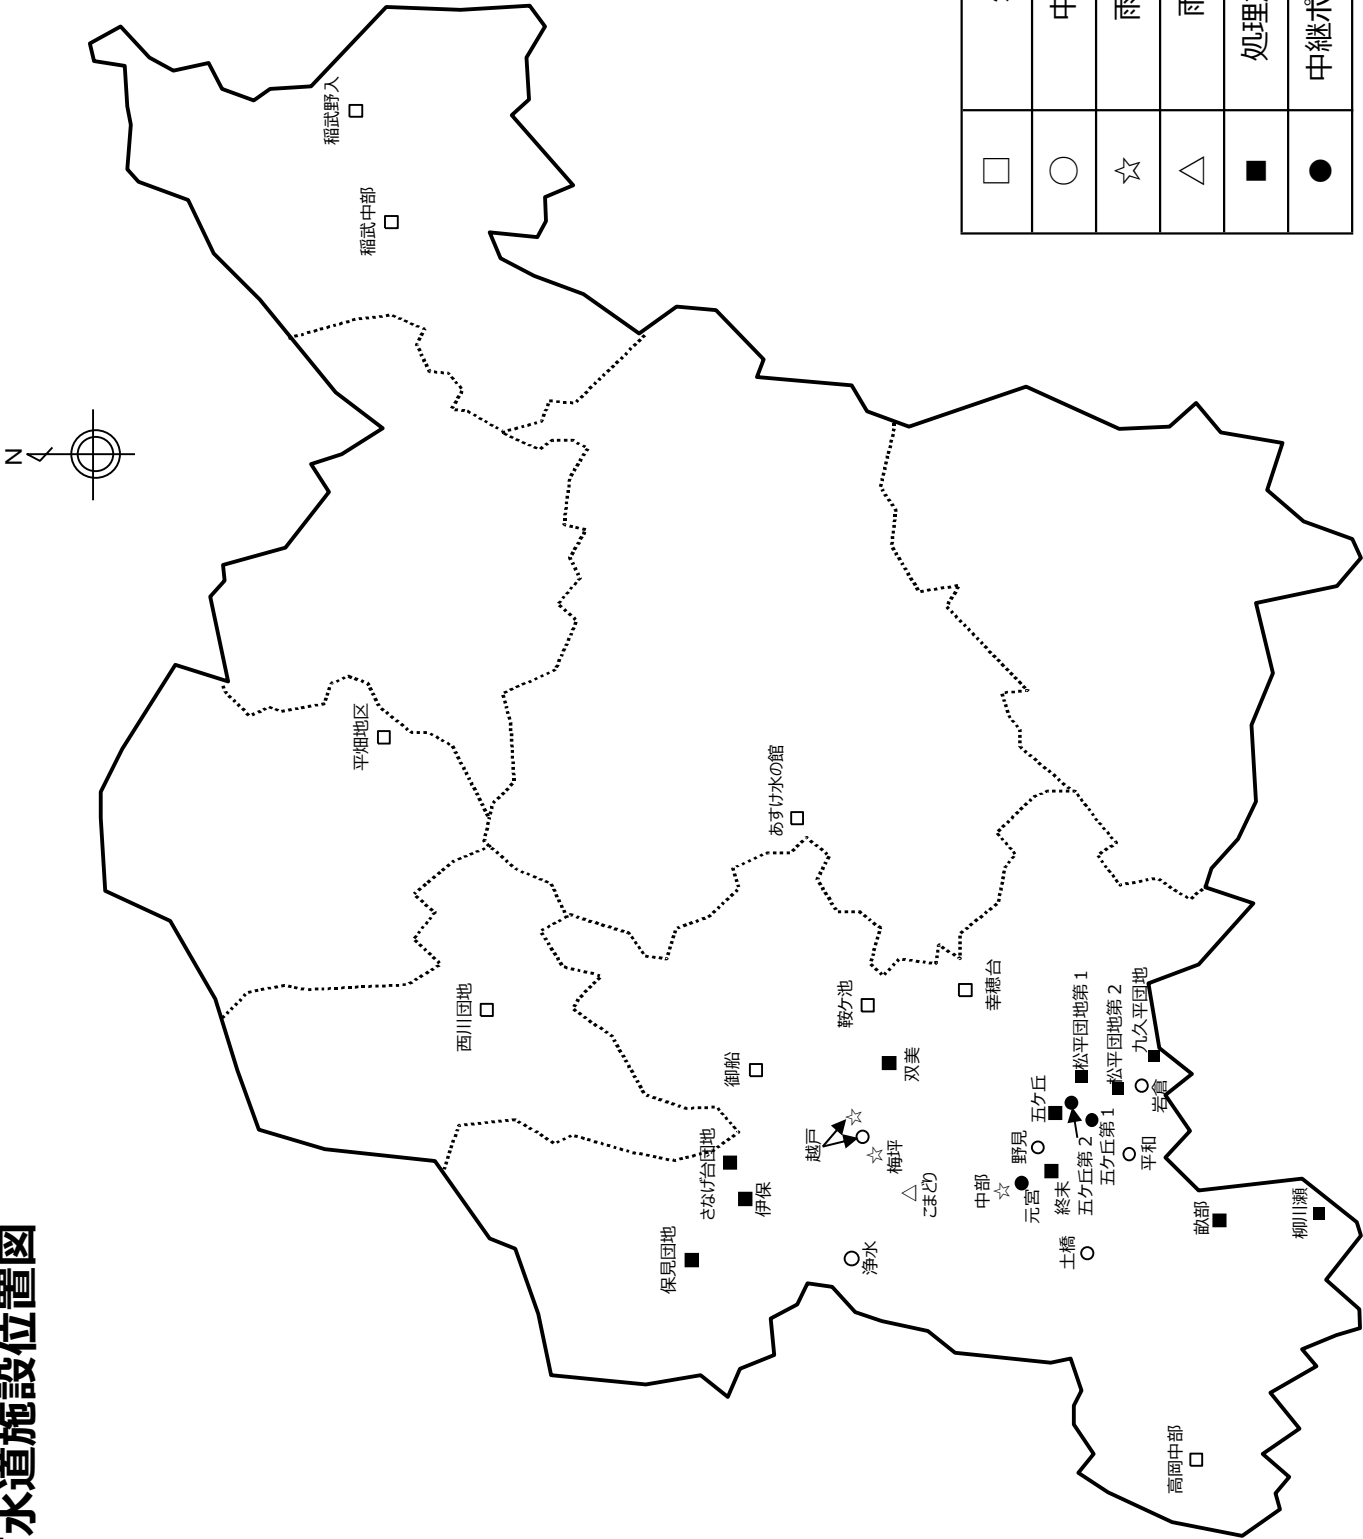 水道施設位置図
N
稲武野入
稲武中部
平畑地区
あすけ水の館
西川団地
御船
鞍ケ池
幸穂台
双美
さなげ台団地
伊保
保見団地
越戸
梅坪
こまどり
浄水
中部
元宮
野見
終末
五ケ丘
五ケ丘第２
五ケ丘第１
松平団地第１
松平団地第２
九久平団地
岩倉
平和
土橋
畝部
柳川瀬
高岡中部
□
○ 中
☆ 雨
△ 雨
■ 処理
● 中継ポ